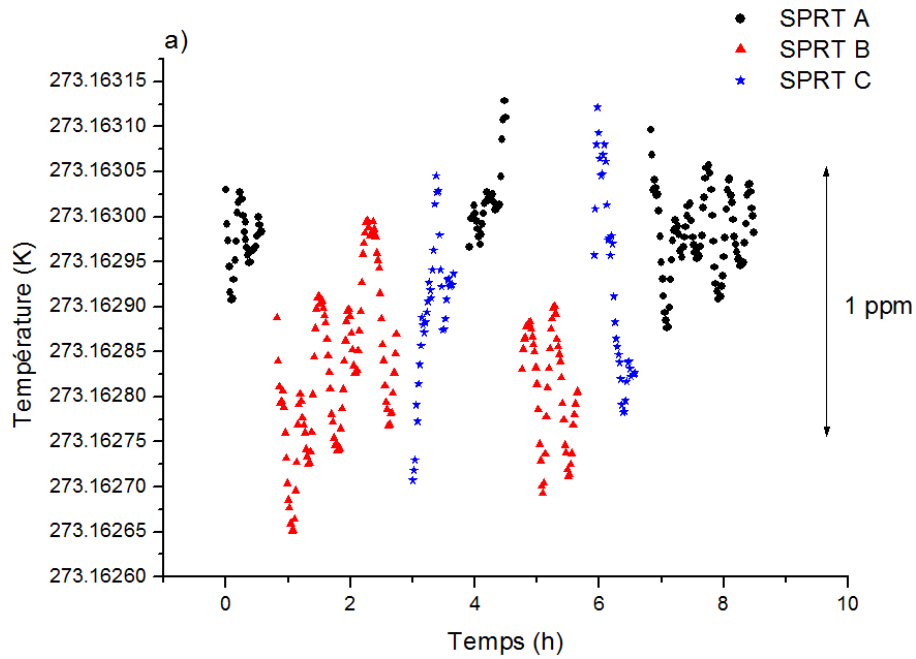 a)
SPRT A
SPRT B
SPRT C
273.16315
273.16310
273.16305
273.16300
273.16295
273.16290
273.16285
273.16280
273.16275
273.16270
273.16265
273.16260
Température (K)
1 ppm
0 2 4 6 8 10
Temps (h)